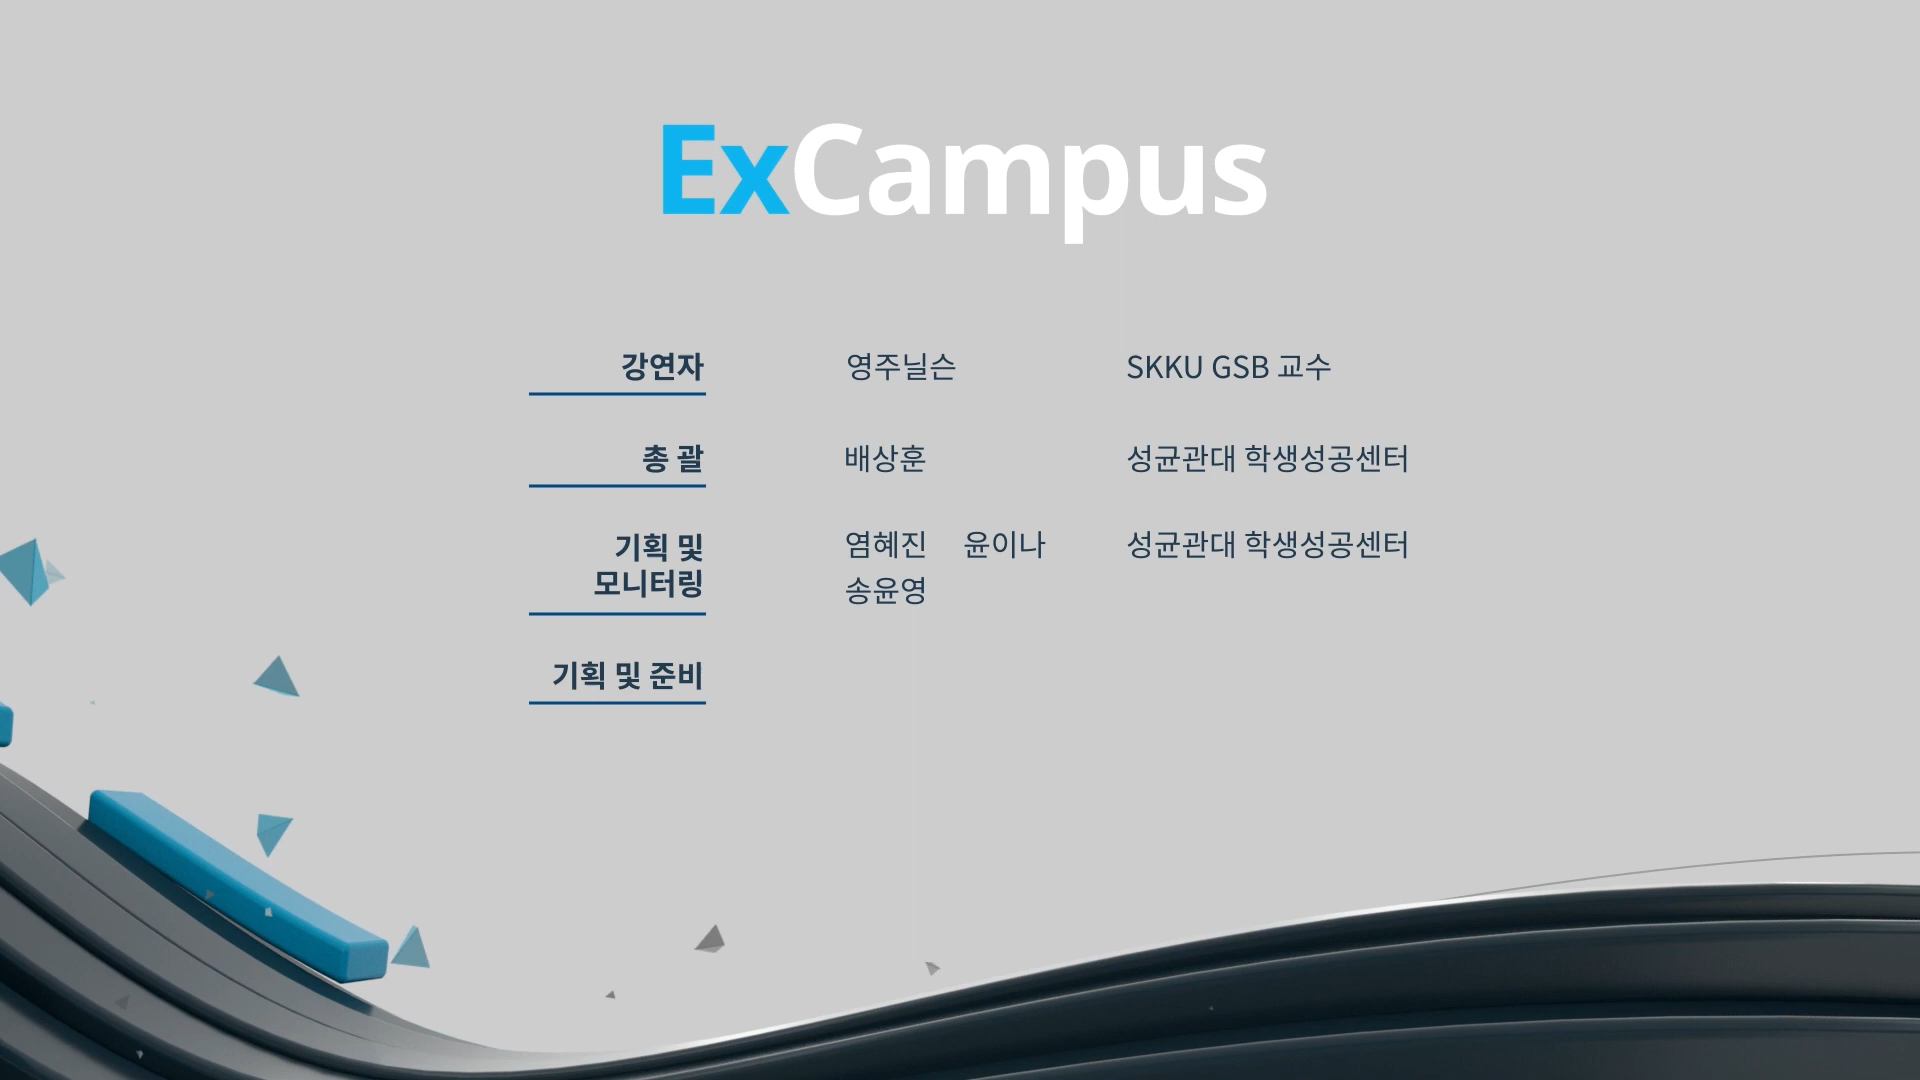 ExCampus
강연자 영주닐슨 SKKU GSB 교수
총 괄 배상훈 성균관대 학생성공센터
기획 및 모니터링 염혜진 윤이나 성균관대 학생성공센터
송윤영
기획 및 준비